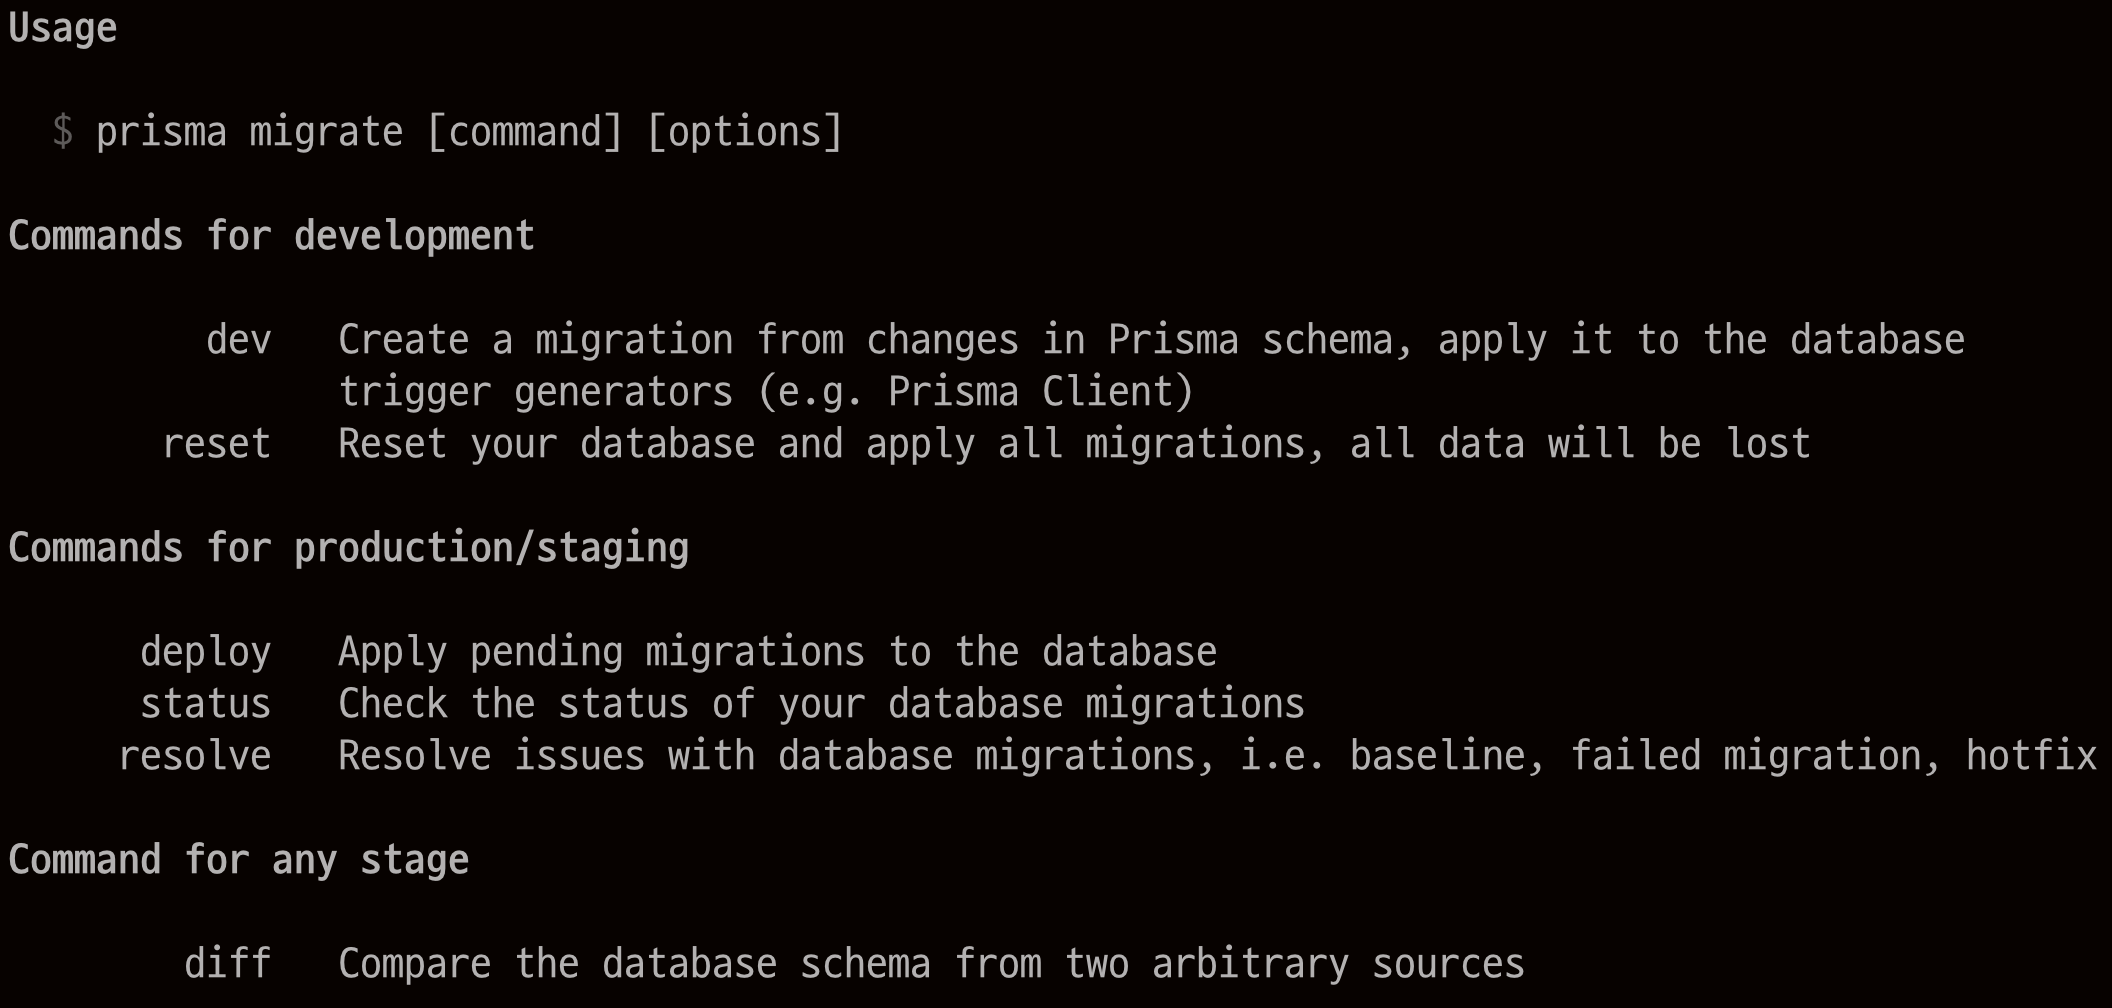 Usage
$ prisma migrate [command] [options]
Commands for development
dev   Create a migration from changes in Prisma schema, apply it to the database
trigger generators (e.g. Prisma Client)
reset   Reset your database and apply all migrations, all data will be lost
Commands for production/staging
deploy   Apply pending migrations to the database
status   Check the status of your database migrations
resolve   Resolve issues with database migrations, i.e. baseline, failed migration, hotfix
Command for any stage
diff   Compare the database schema from two arbitrary sources